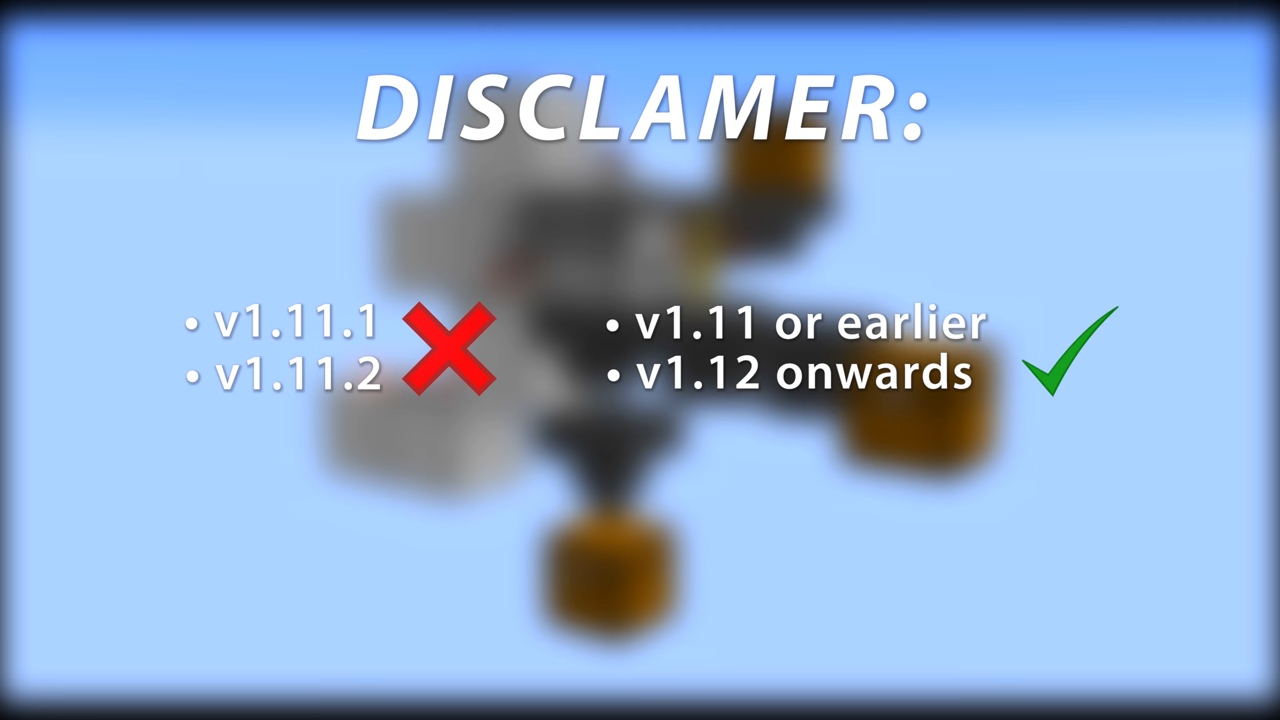 DISCLAMER:
• v1.11.1
• v1.11.2
• v1.11 or earlier
• v1.12 onwards